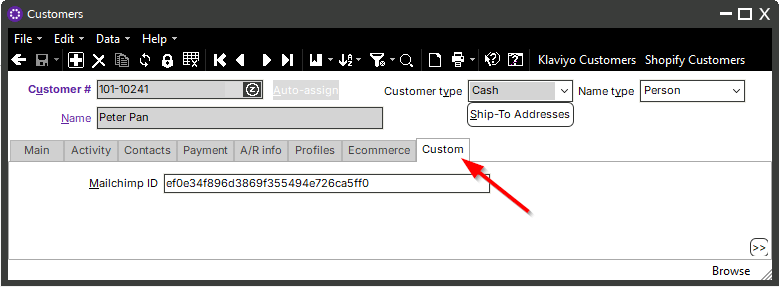 Customers
File Edit Data Help
Klaviyo Customers Shopify Customers
Customer # 101-10241 Auto-assign Customer type Cash Name type Person
Name Peter Pan Ship-To Addresses
Main Activity Contacts Payment A/R info Profiles Ecommerce Custom
Mailchimp ID ef0e34f896d3869f355494e726ca5ff0
>>
Browse